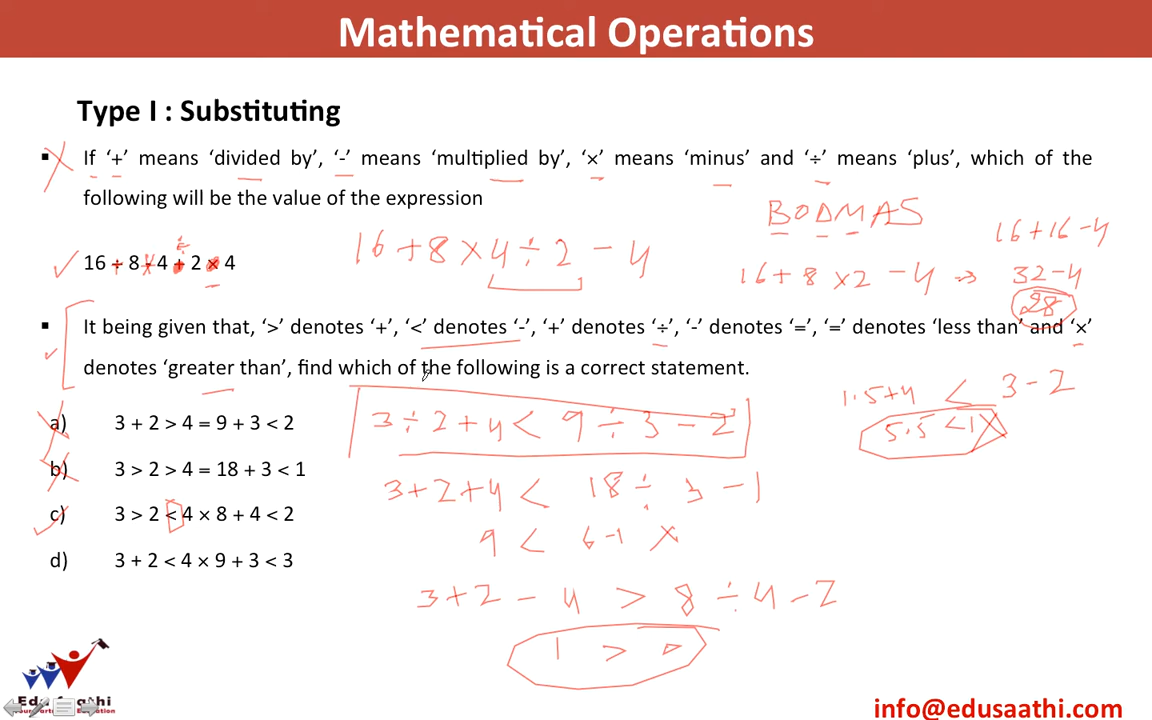 Mathematical Operations
Type I : Substituting
▪ If ‘+’ means ‘divided by’, ‘-’ means ‘multiplied by’, ‘×’ means ‘minus’ and ‘÷’ means ‘plus’, which of the
following will be the value of the expression
BODMAS
16 ÷ 8 - 4 + 2 × 4
16 + 8 × 4 ÷ 2 - 4
16 + 8 × 2 - 4 ⇒
16 + 16 - 4
32 - 4
28
▪ It being given that, ‘>’ denotes ‘+’, ‘<’ denotes ‘-’, ‘+’ denotes ‘÷’, ‘-’ denotes ‘=’, ‘=’ denotes ‘less than’ and ‘×’
denotes ‘greater than’, find which of the following is a correct statement.
a) 3 + 2 > 4 = 9 + 3 < 2
3 ÷ 2 + 4 < 9 ÷ 3 - 2
1.5 + 4 < 3 - 2
5.5 < 1 ×
b) 3 > 2 > 4 = 18 + 3 < 1
3 + 2 + 4 < 18 ÷ 3 - 1
9 < 6 - 1 ×
c) 3 > 2 < 4 × 8 + 4 < 2
3 + 2 - 4 > 8 ÷ 4 - 2
1 > 0
d) 3 + 2 < 4 × 9 + 3 < 3
info@edusaathi.com